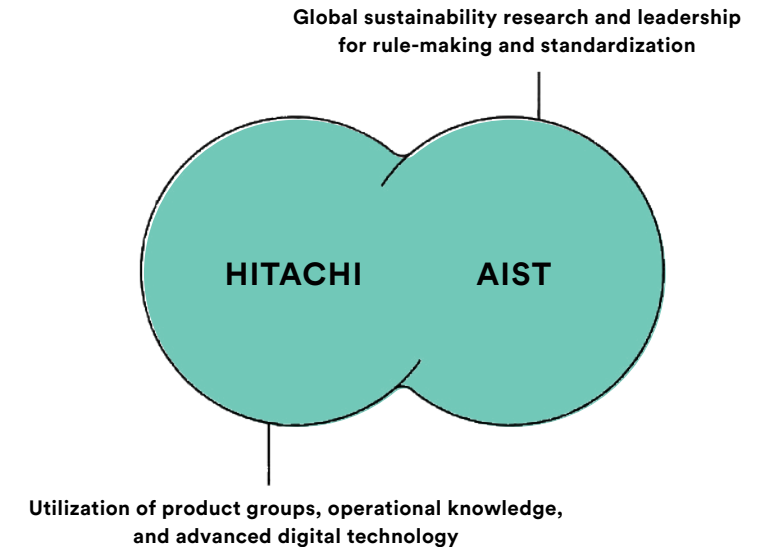 Global sustainability research and leadership
for rule-making and standardization
HITACHI
AIST
Utilization of product groups, operational knowledge,
and advanced digital technology